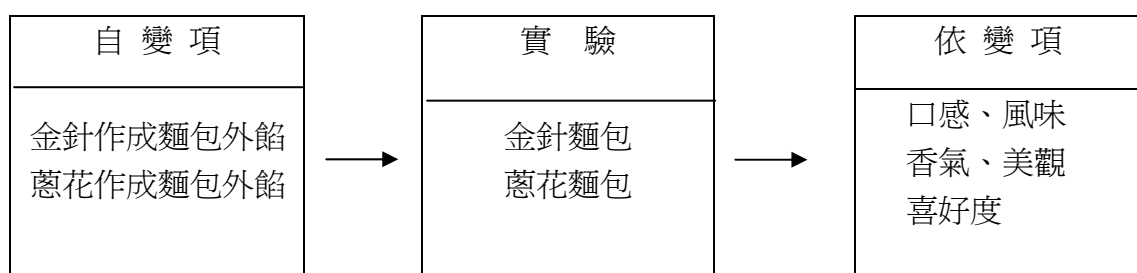 自 變 項
金針作成麵包外餡
蔥花作成麵包外餡
實 驗
金針麵包
蔥花麵包
依 變 項
口感、風味
香氣、美觀
喜好度